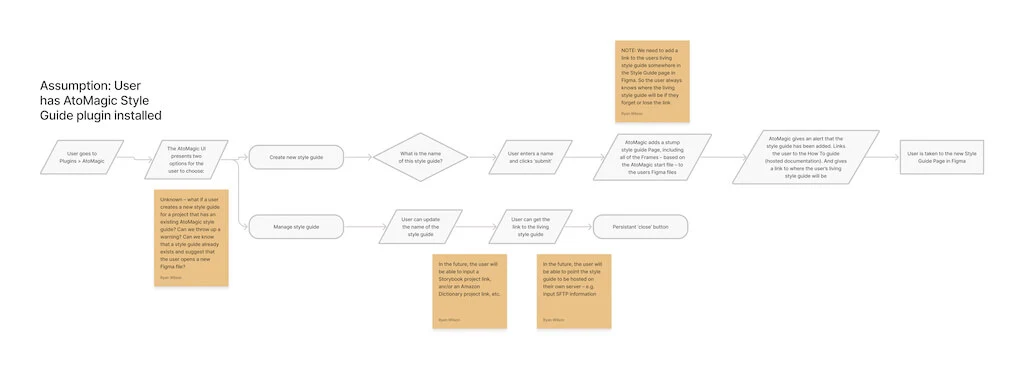 NOTE: We need to add a
link to the users living
style guide somewhere in
the Style Guide page in
Figma. So the user always
knows where the living
style guide will be if they
forget or lose the link
Ryan Wilson
Assumption: User
has AtoMagic Style
Guide plugin installed
User goes to
Plugins > AtoMagic
The AtoMagic UI
presents two
options for the
user to choose
Create new style guide
What is the name
of this style guide?
User enters a name
and clicks 'submit'
AtoMagic adds a stump
style guide Page, including
all of the Frames – based on
the AtoMagic start file – to
the users Figma files
AtoMagic gives an alert that the
style guide has been added. Links
the user to the How To guide
(hosted documentation). And gives
a link to where the user's living
style guide will be
User is taken to the new Style
Guide Page in Figma
Unknown – what if a user
creates a new style guide
for a project that has an
existing AtoMagic style
guide? Can we throw up a
warning? Can we know
that a style guide already
exists and suggest that
the user opens a new
Figma file?
Ryan Wilson
Manage style guide
User can update
the name of the
style guide
User can get the
link to the living
style guide
Persistant 'close' button
In the future, the user will
be able to input a
Storybook project link,
an/or an Amazon
Dictionary project link, etc.
Ryan Wilson
In the future, the user will
be able to point the style
guide to be hosted on
their own server – e.g.
input SFTP information
Ryan Wilson